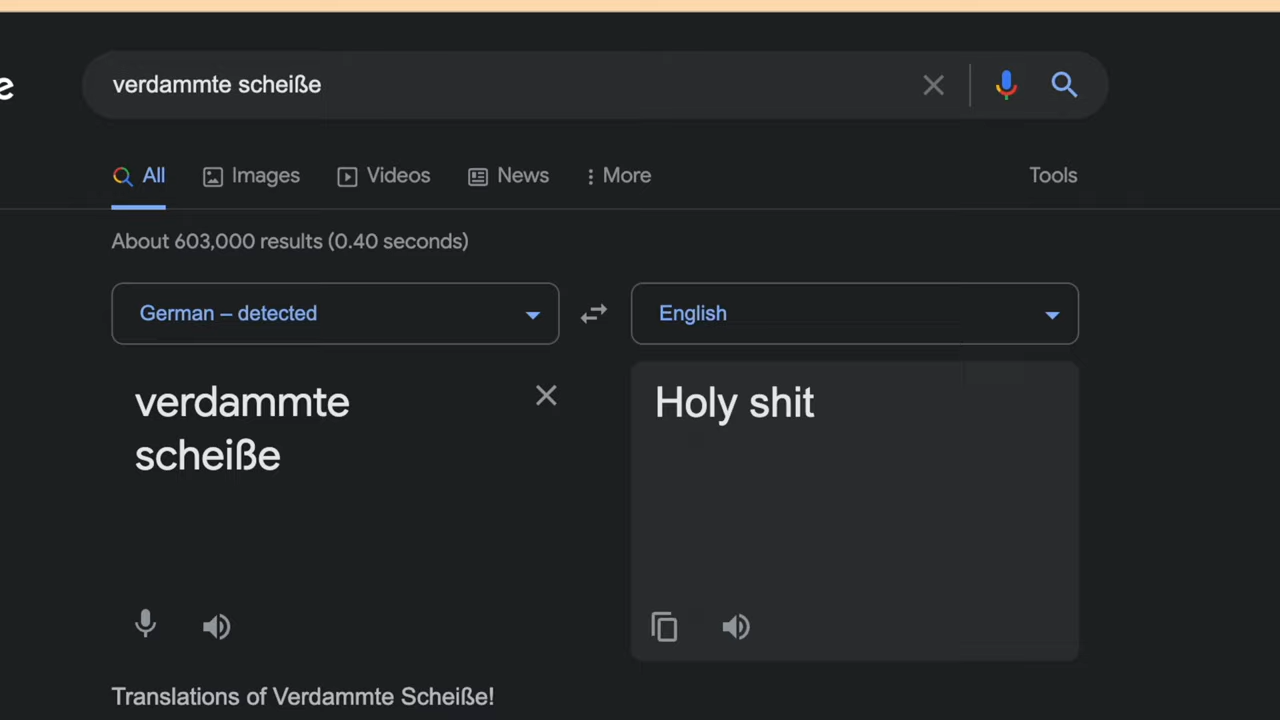 verdammte scheiße
All Images Videos News More Tools
About 603,000 results (0.40 seconds)
German – detected English
verdammte
scheiße
Holy shit
Translations of Verdammte Scheiße!